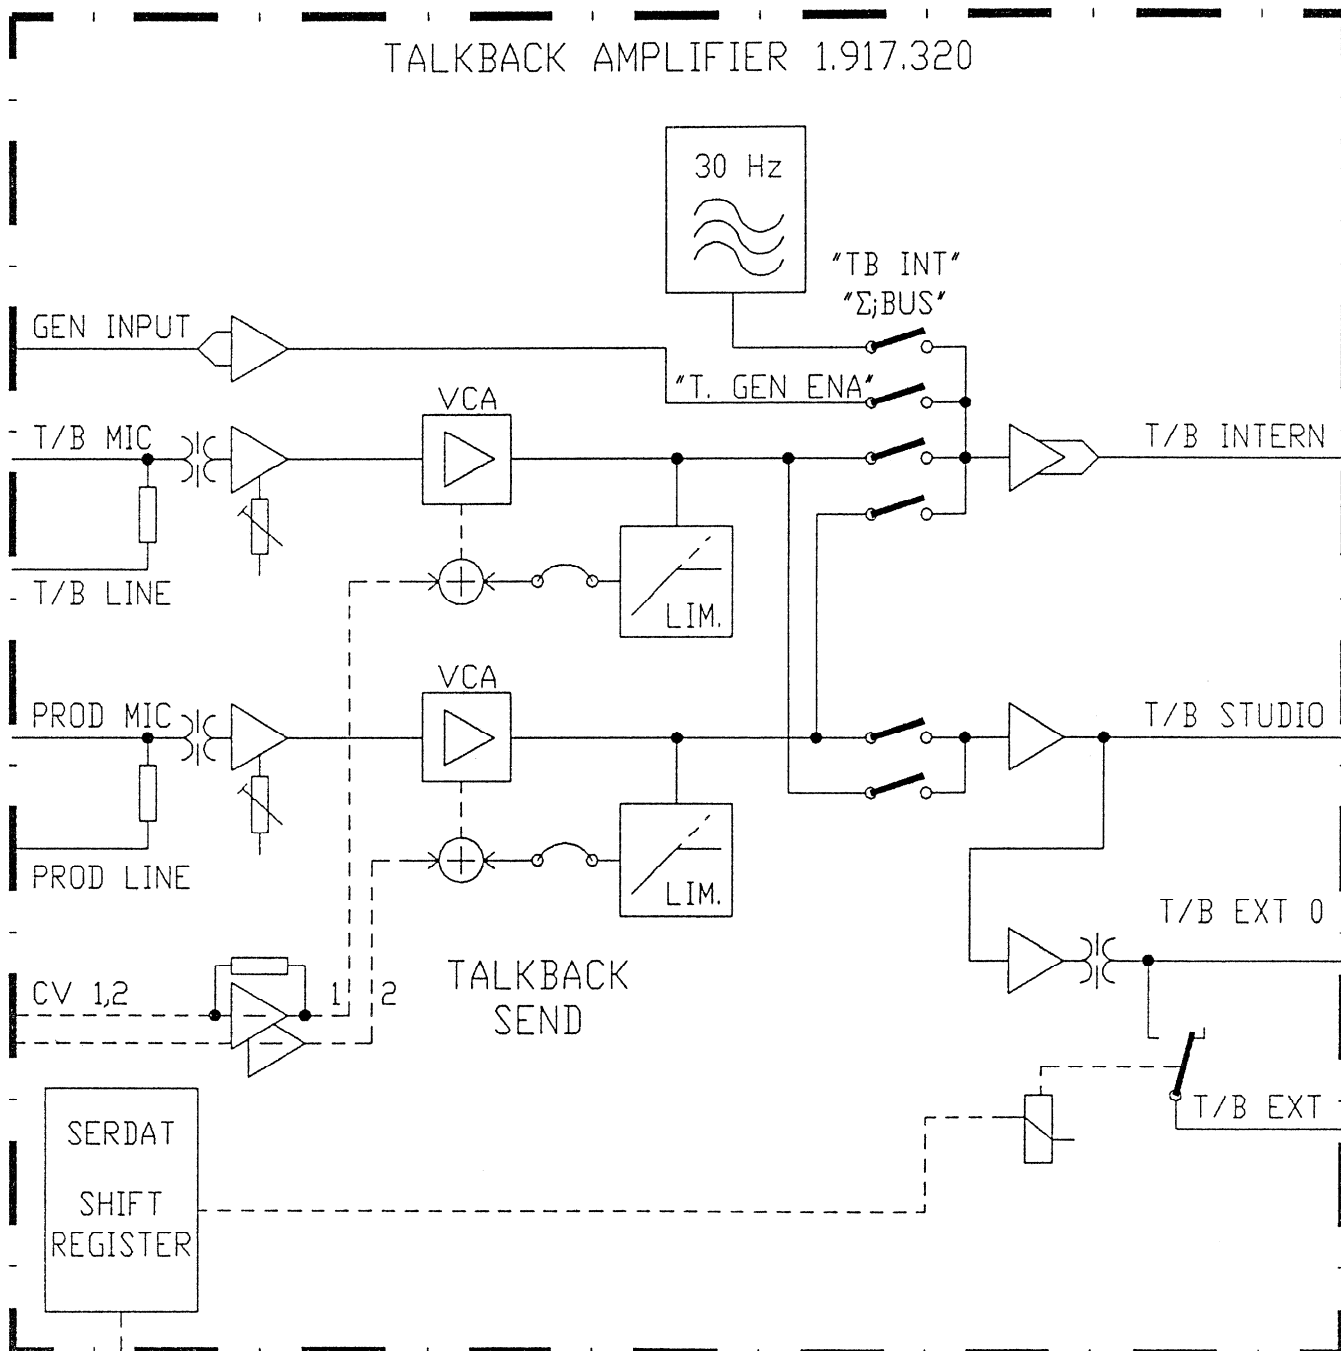 TALKBACK AMPLIFIER 1.917.320
30 Hz
"TB INT"
"Σ;BUS"
GEN INPUT
"T. GEN ENA"
VCA
T/B MIC
T/B INTERN
T/B LINE
LIM.
VCA
PROD MIC
T/B STUDIO
PROD LINE
LIM.
T/B EXT 0
TALKBACK
SEND
CV 1,2
1
2
T/B EXT
SERDAT
SHIFT
REGISTER